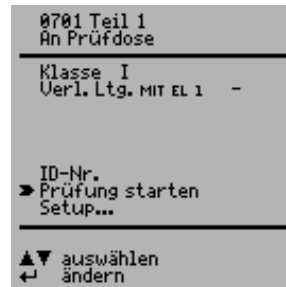 0701 Teil 1
An Prüfdose
Klasse I
Verl. Ltg. MIT EL 1 -
ID-Nr.
Prüfung starten
Setup...
▲▼ auswählen
↵ ändern